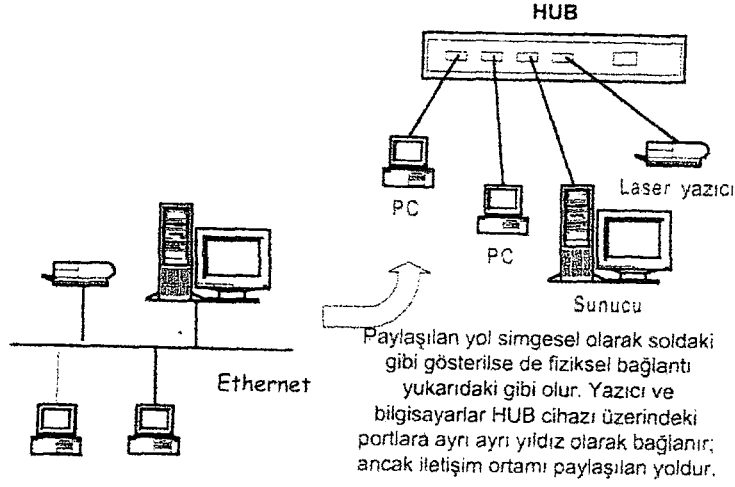 HUB
PC
PC
Laser yazıcı
Sunucu
Ethernet
Paylaşılan yol simgesel olarak soldaki
gibi gösterilse de fiziksel bağlantı
yukarıdaki gibi olur. Yazıcı ve
bilgisayarlar HUB cihazı üzerindeki
portlara ayrı ayrı yıldız olarak bağlanır;
ancak iletişim ortamı paylaşılan yoldur.